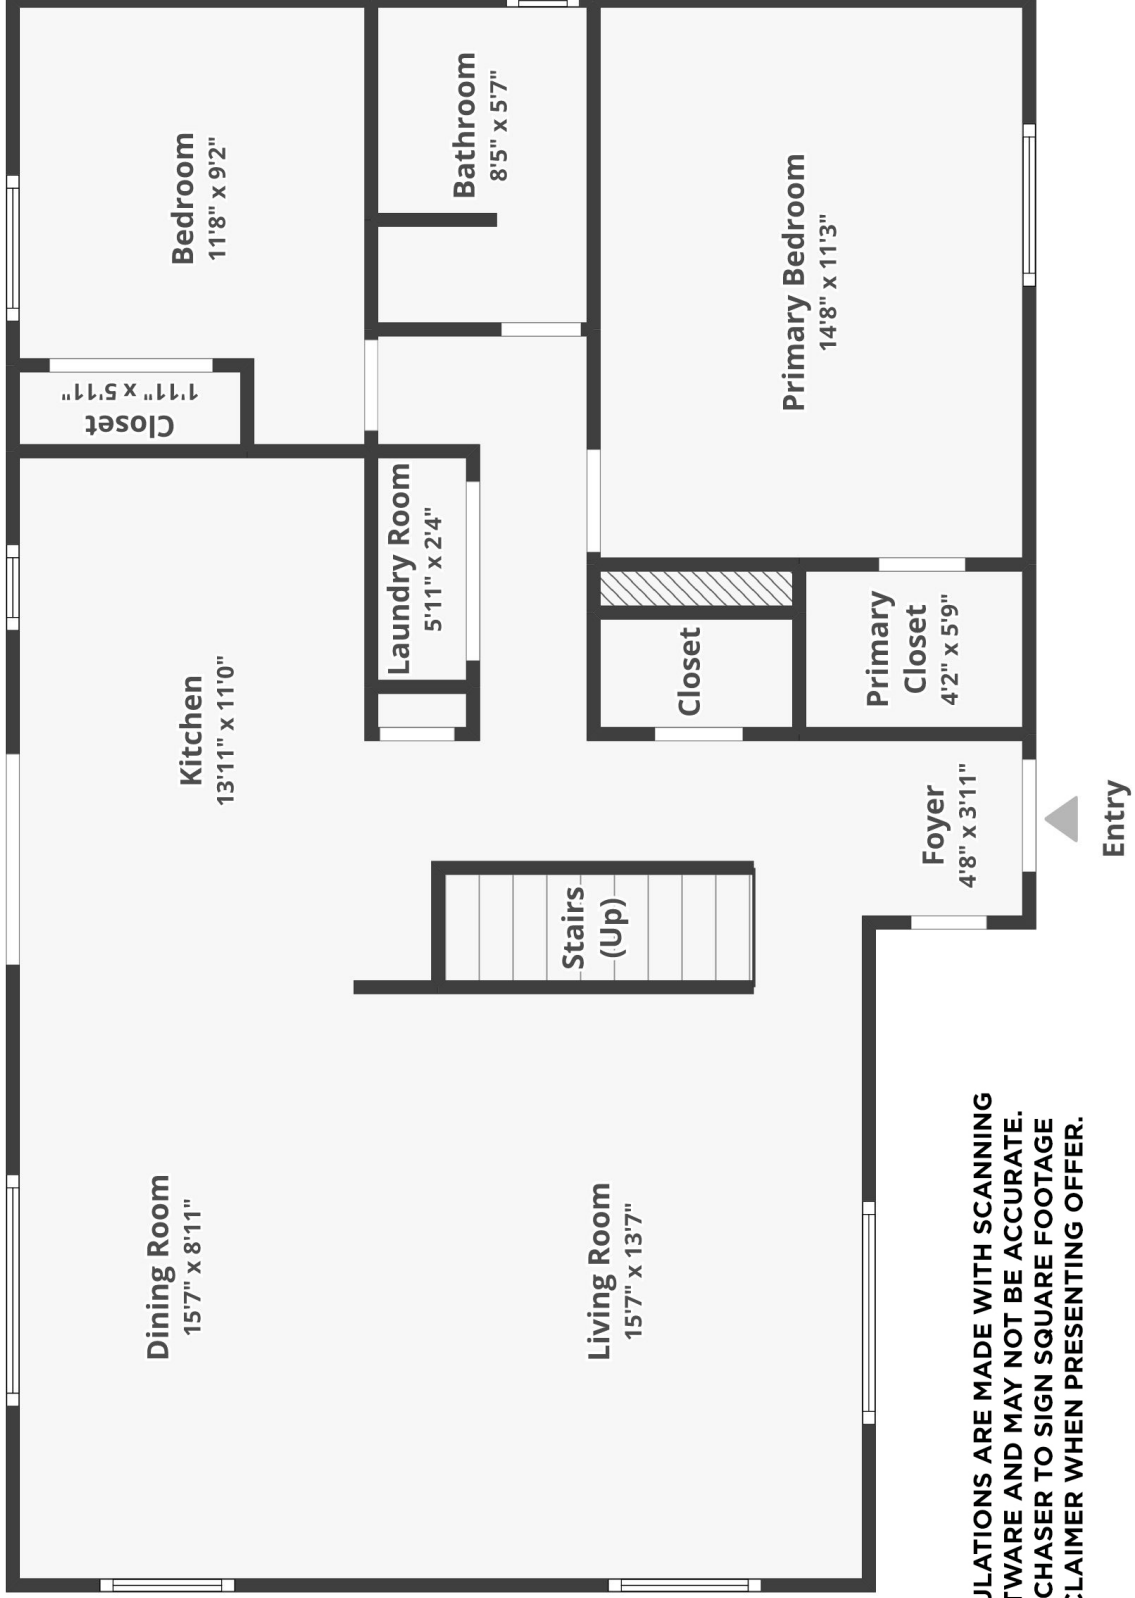 Dining Room
15'7" x 8'11"
Kitchen
13'11" x 11'0"
Closet
1'11" x 5'11"
Bedroom
11'8" x 9'2"
Laundry Room
5'11" x 2'4"
Bathroom
8'5" x 5'7"
Living Room
15'7" x 13'7"
Stairs
(Up)
Closet
Primary Bedroom
14'8" x 11'3"
Primary
Closet
4'2" x 5'9"
Foyer
4'8" x 3'11"
Entry
ULATIONS ARE MADE WITH SCANNING
TWARE AND MAY NOT BE ACCURATE.
CHASER TO SIGN SQUARE FOOTAGE
CLAIMER WHEN PRESENTING OFFER.